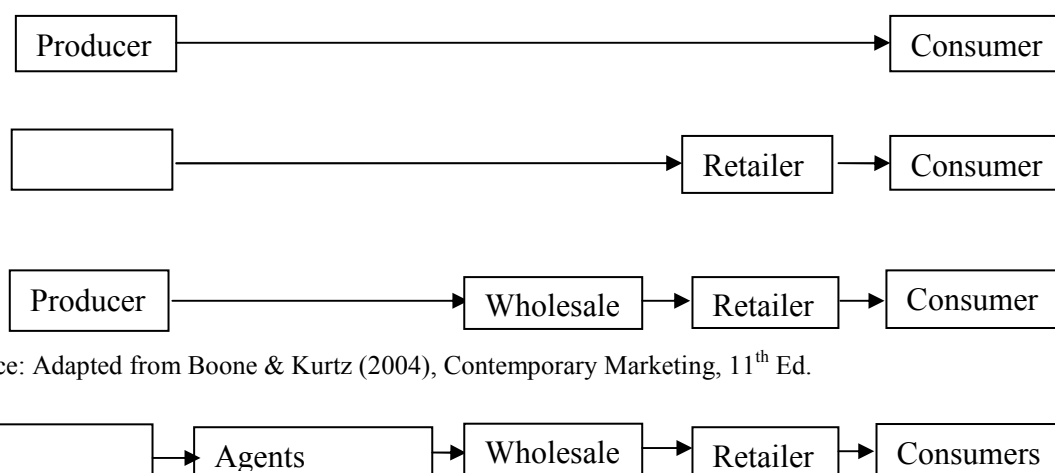 Producer Consumer
Retailer Consumer
Producer Wholesale Retailer Consumer
ce: Adapted from Boone & Kurtz (2004), Contemporary Marketing, 11th Ed.
Agents Wholesale Retailer Consumers